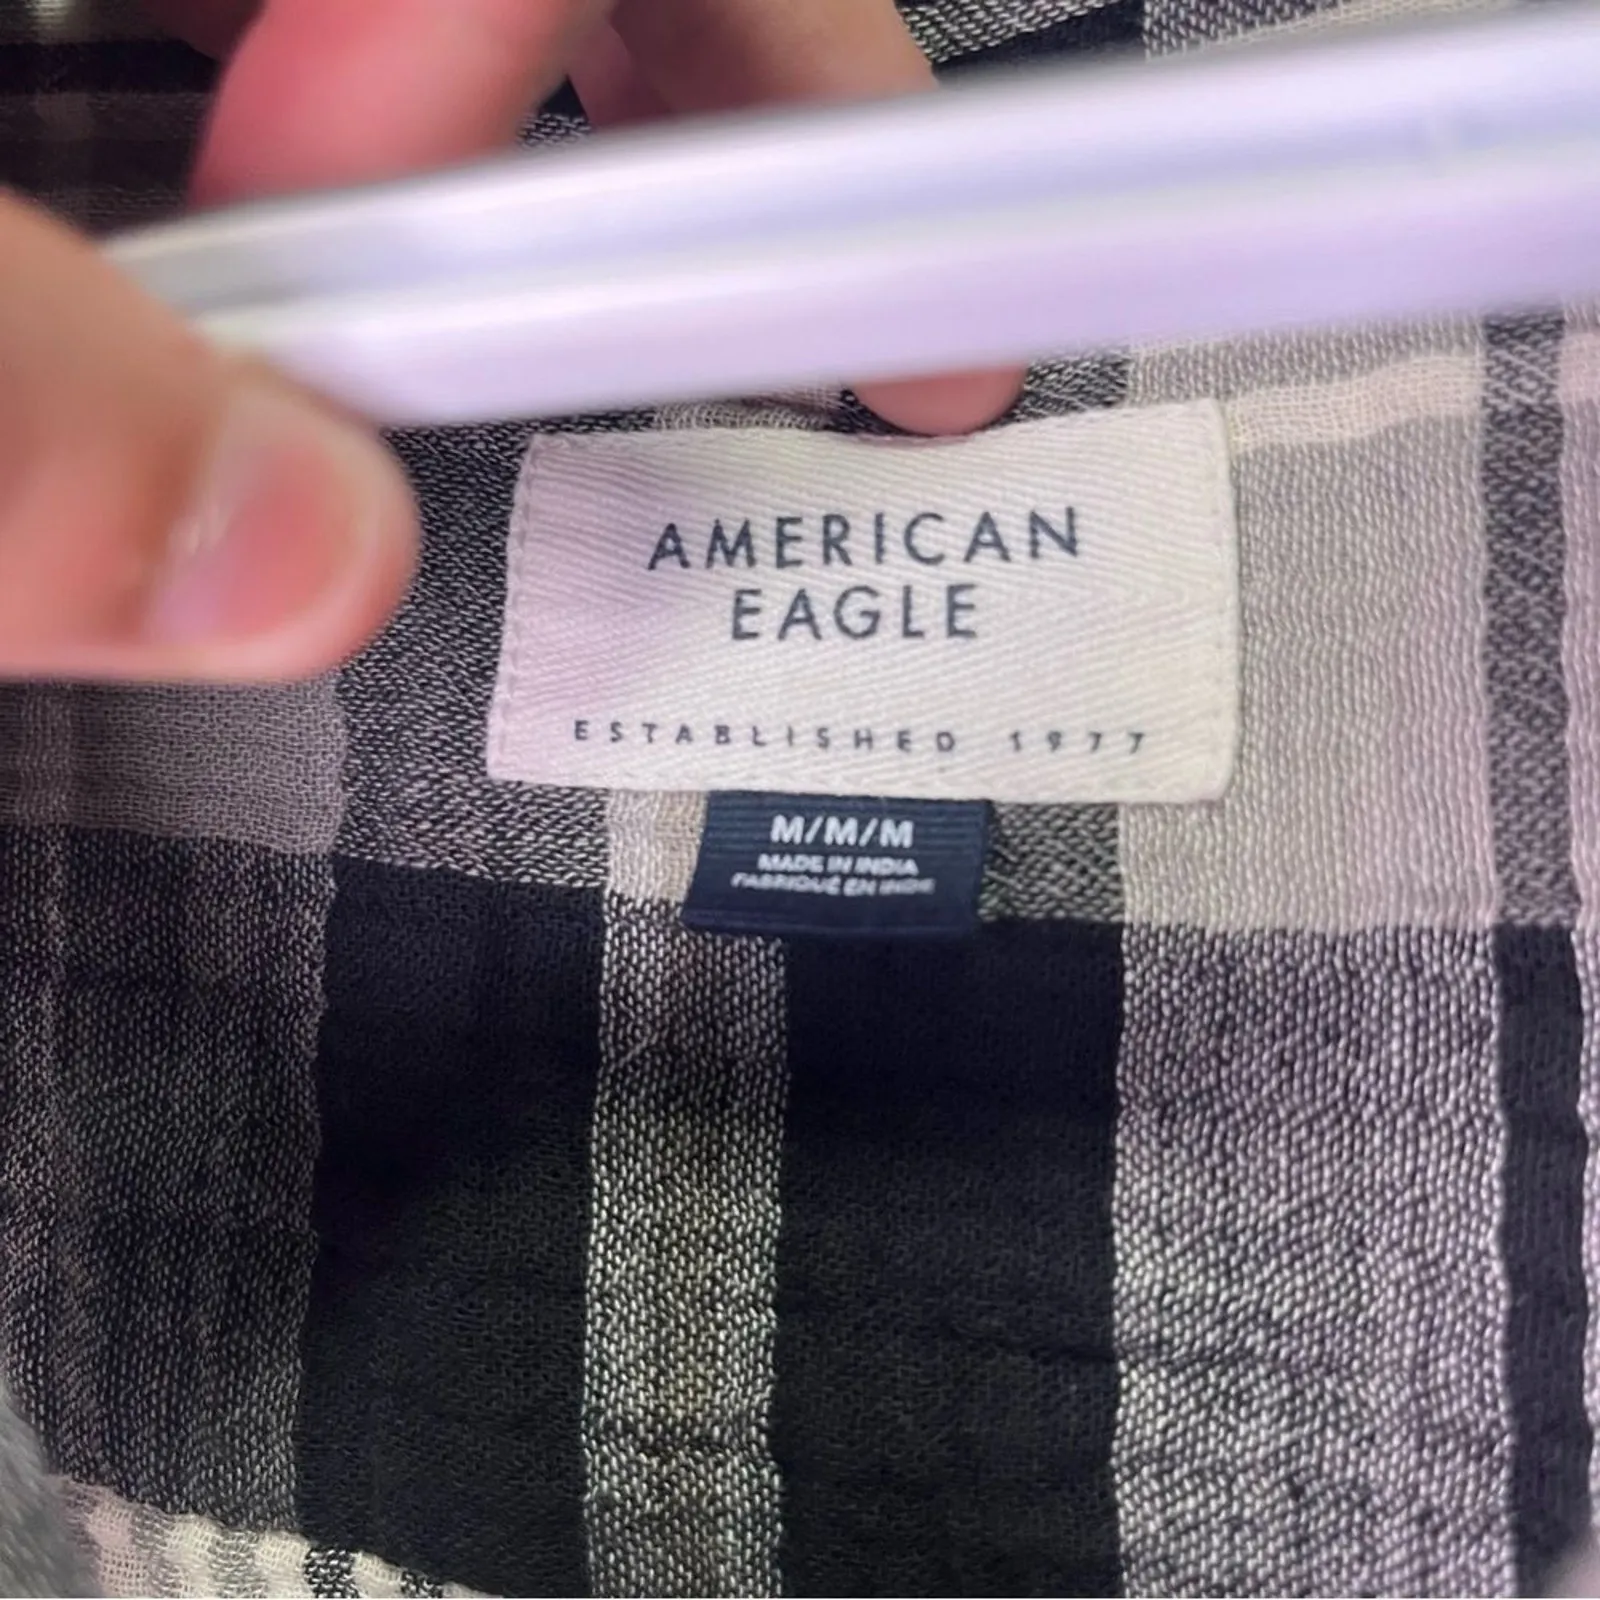 AMERICAN
EAGLE
ESTABLISHED 1977
M/M/M
MADE IN INDIA
FABRIQUÉ EN INDE